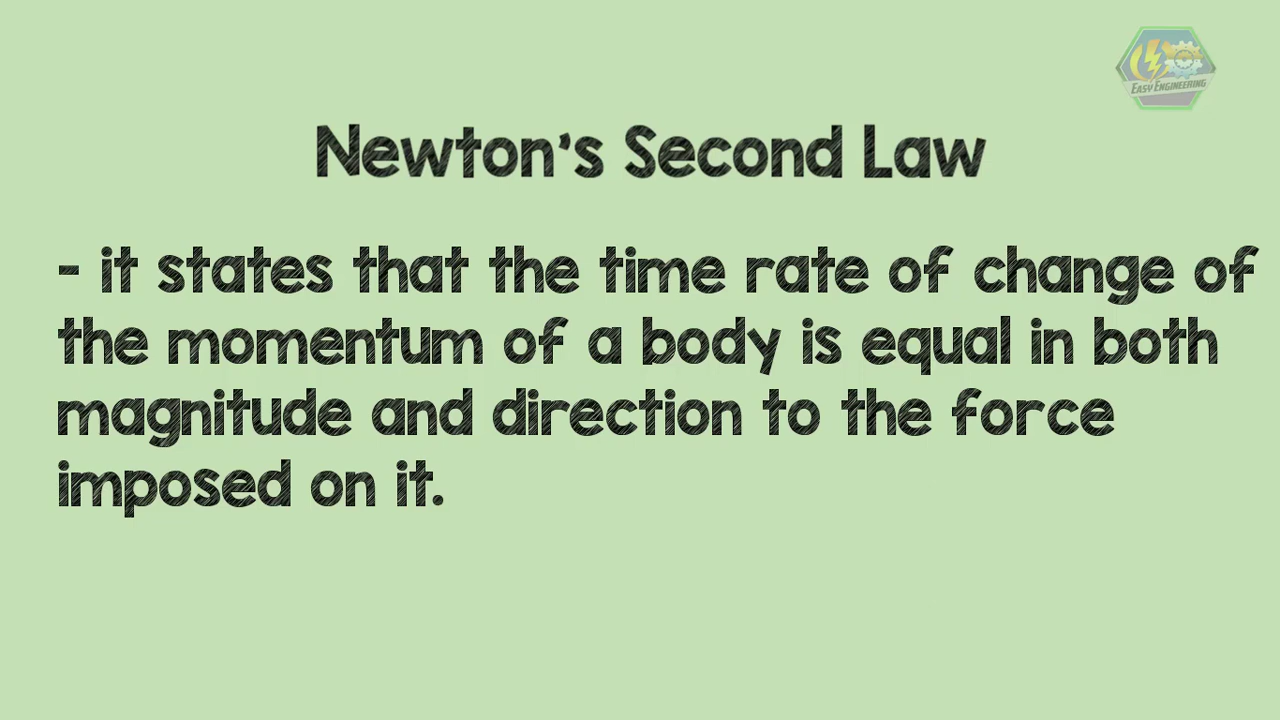 EASY ENGINEERING
Newton's Second Law
- it states that the time rate of change of
the momentum of a body is equal in both
magnitude and direction to the force
imposed on it.